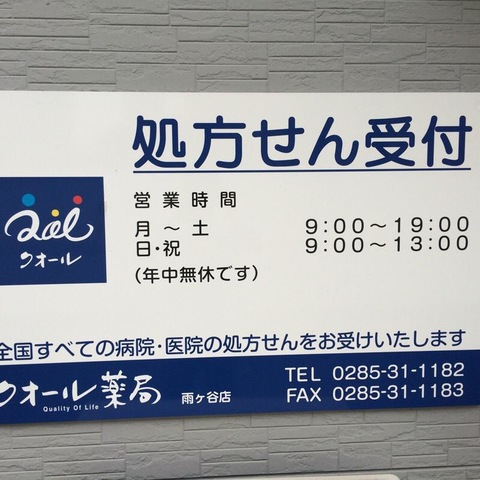 処方せん受付
Qol
クオール
営業時間
月～土 9:00～19:00
日・祝 9:00～13:00
(年中無休です)
全国すべての病院・医院の処方せんをお受けいたします
クオール薬局 雨ヶ谷店
Quality Of Life
TEL 0285-31-1182
FAX 0285-31-1183